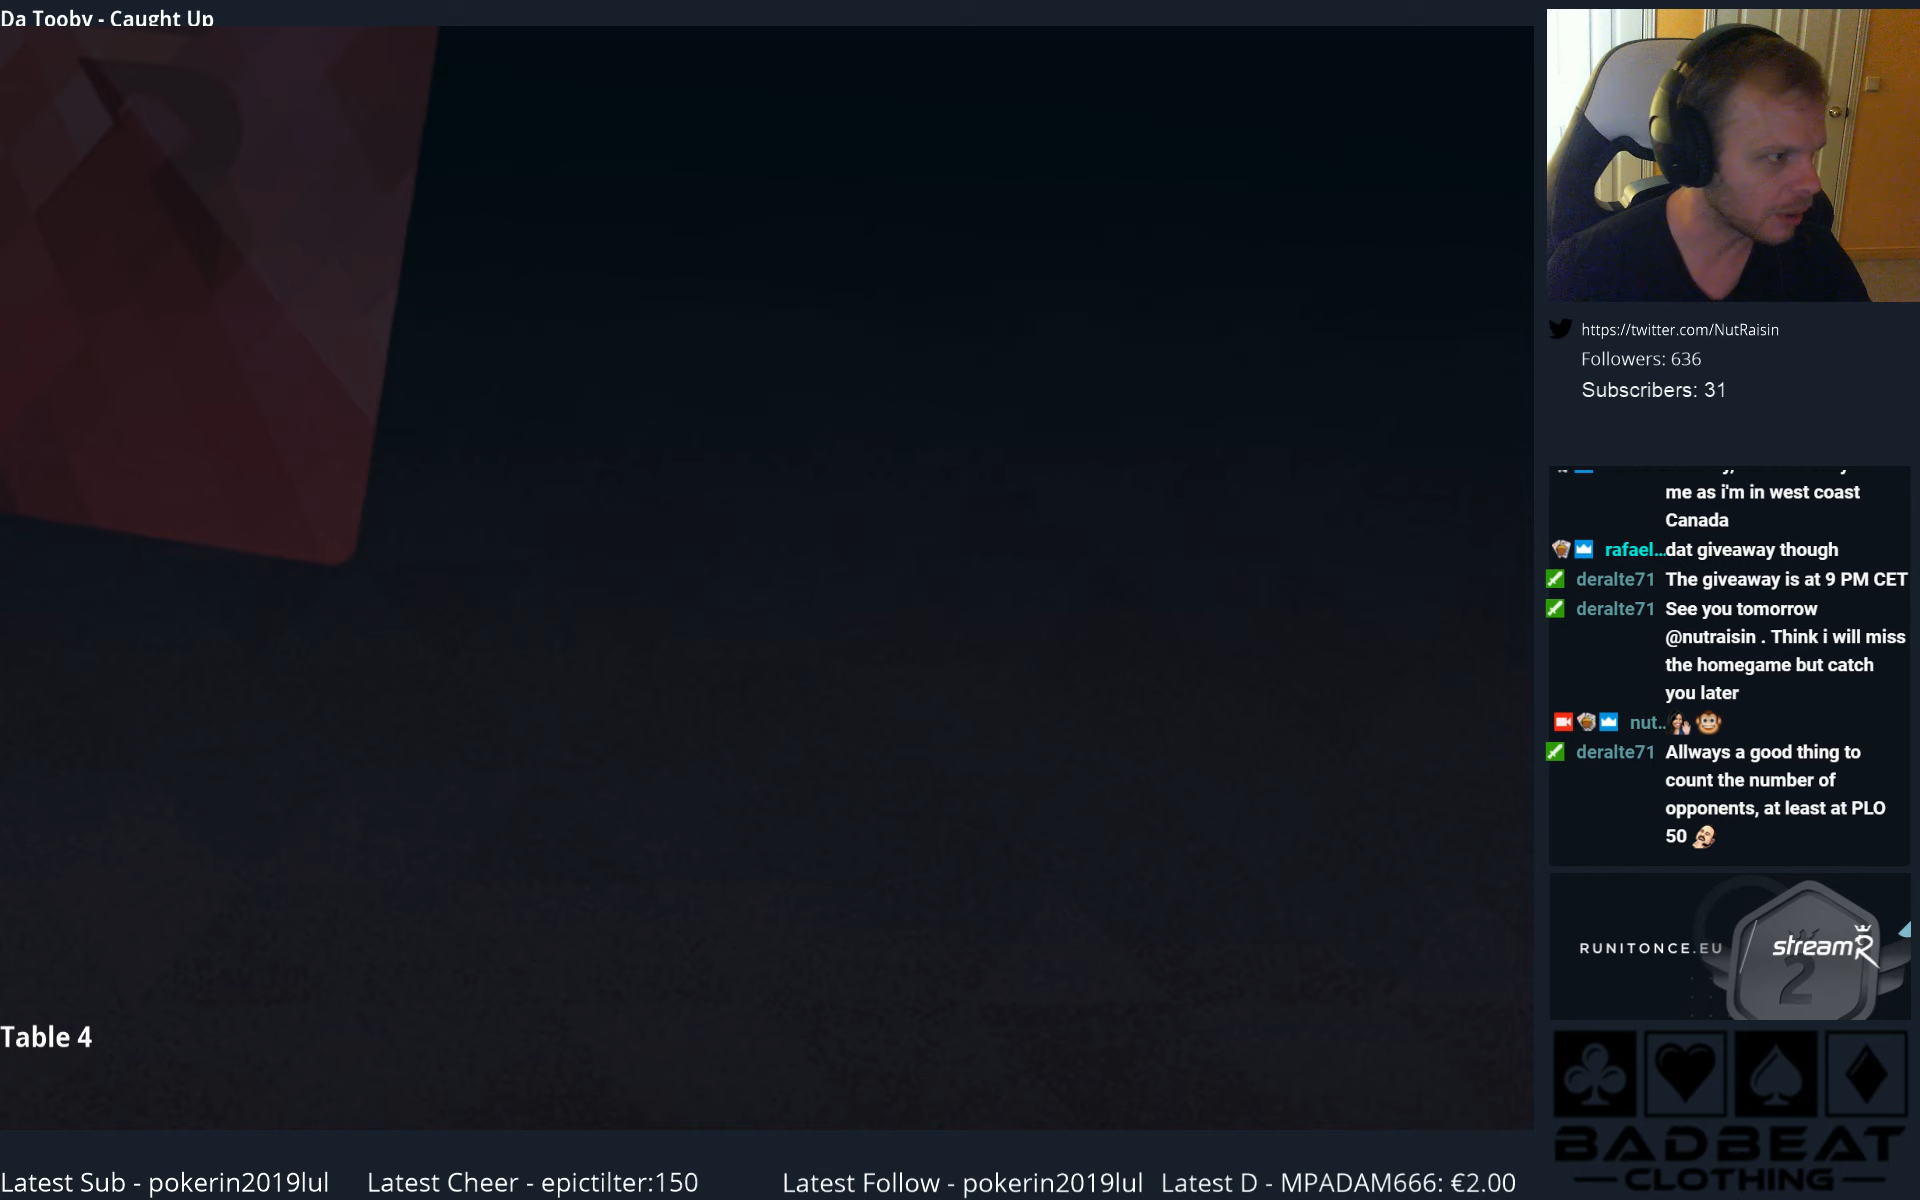 Da Tooby - Caught Up
https://twitter.com/NutRaisin
Followers: 636
Subscribers: 31
me as i'm in west coast
Canada
rafael... dat giveaway though
deralte71 The giveaway is at 9 PM CET
deralte71 See you tomorrow
@nutraisin . Think i will miss
the homegame but catch
you later
nut..
deralte71 Allways a good thing to
count the number of
opponents, at least at PLO
50
RUNITONCE.EU
streamR
2
Table 4
BADBEAT
CLOTHING
Latest Sub - pokerin2019lul
Latest Cheer - epictilter:150
Latest Follow - pokerin2019lul
Latest D - MPADAM666: €2.00